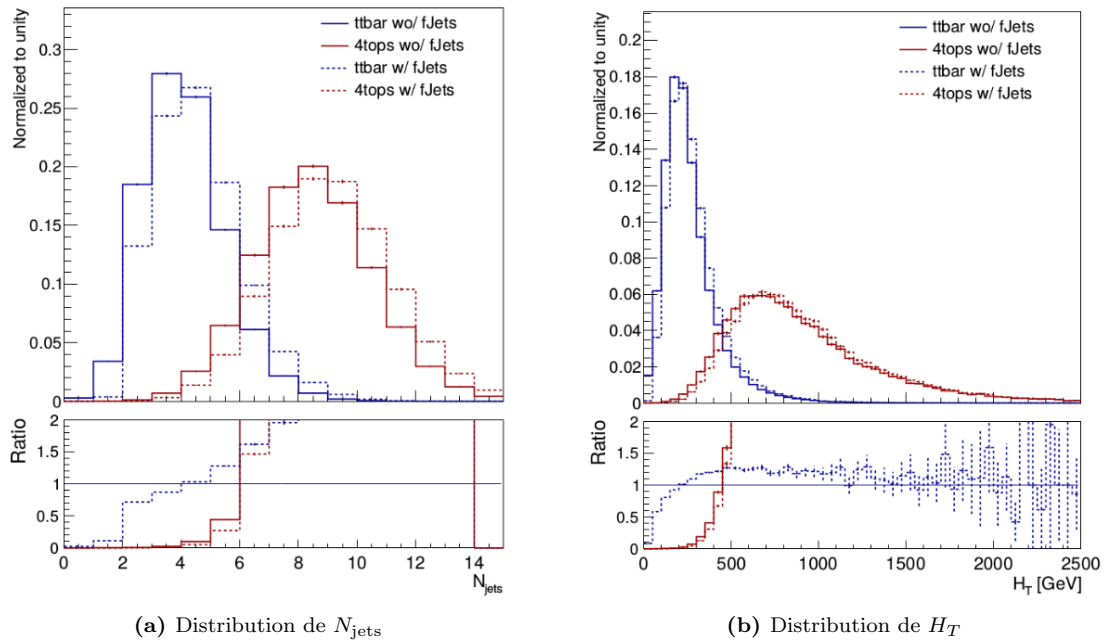 Normalized to unity
0.3
0.25
0.2
0.15
0.1
0.05
0
ttbar wo/ fJets
4tops wo/ fJets
ttbar w/ fJets
4tops w/ fJets
Ratio
2
1.5
1
0.5
0
0 2 4 6 8 10 12 14
N_jets
(a) Distribution de N_jets
Normalized to unity
0.2
0.18
0.16
0.14
0.12
0.1
0.08
0.06
0.04
0.02
0
ttbar wo/ fJets
4tops wo/ fJets
ttbar w/ fJets
4tops w/ fJets
Ratio
2
1.5
1
0.5
0
0 500 1000 1500 2000 2500
H_T [GeV]
(b) Distribution de H_T